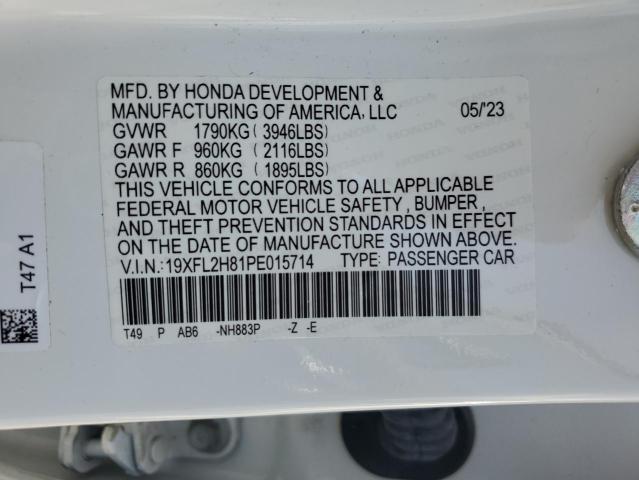 MFD. BY HONDA DEVELOPMENT &
MANUFACTURING OF AMERICA, LLC 05/'23
GVWR 1790KG ( 3946LBS)
GAWR F 960KG ( 2116LBS)
GAWR R 860KG ( 1895LBS)
THIS VEHICLE CONFORMS TO ALL APPLICABLE
FEDERAL MOTOR VEHICLE SAFETY , BUMPER ,
AND THEFT PREVENTION STANDARDS IN EFFECT
ON THE DATE OF MANUFACTURE SHOWN ABOVE.
V.I.N.:19XFL2H81PE015714 TYPE: PASSENGER CAR
T49 P AB6 -NH883P -Z -E
T47 A1